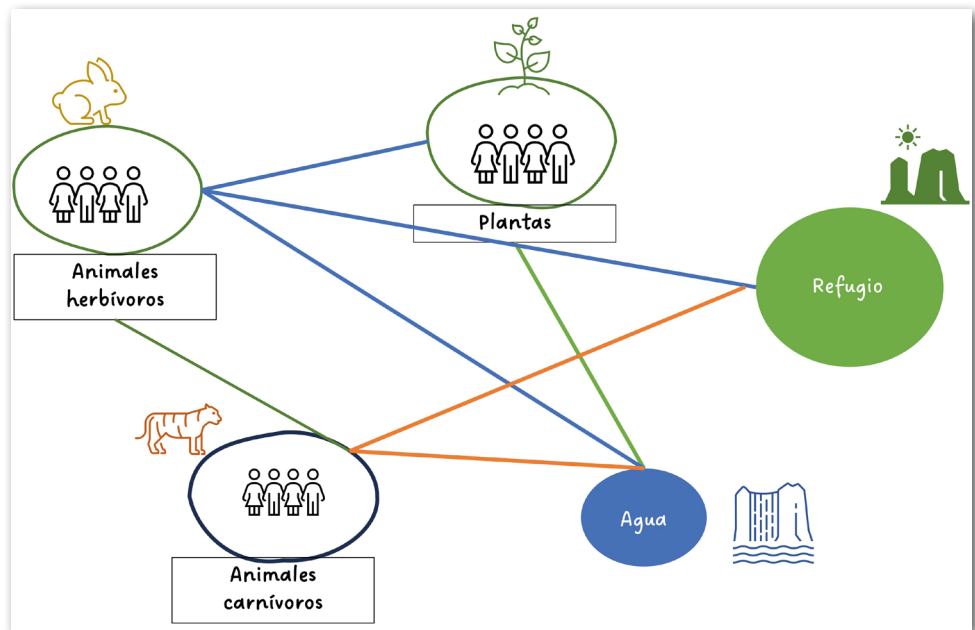 Plantas
Animales
herbívoros
Refugio
Agua
Animales
carnívoros